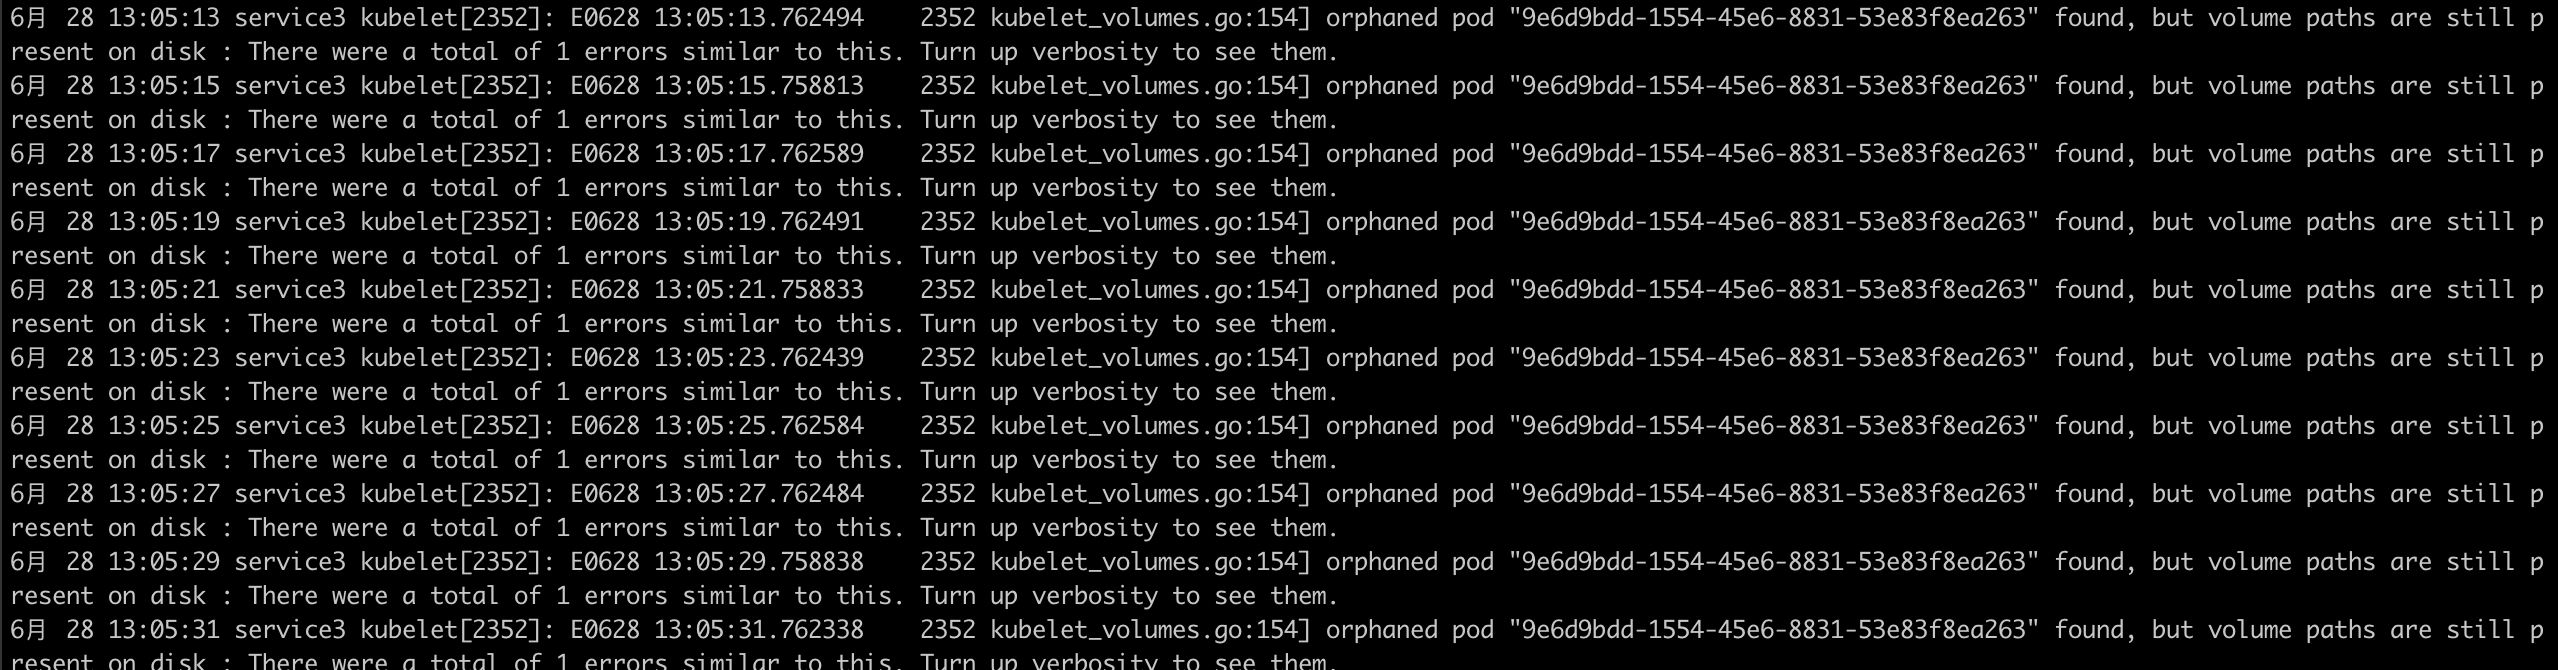 6月 28 13:05:13 service3 kubelet[2352]: E0628 13:05:13.762494    2352 kubelet_volumes.go:154] orphaned pod "9e6d9bdd-1554-45e6-8831-53e83f8ea263" found, but volume paths are still p
resent on disk : There were a total of 1 errors similar to this. Turn up verbosity to see them.
6月 28 13:05:15 service3 kubelet[2352]: E0628 13:05:15.758813    2352 kubelet_volumes.go:154] orphaned pod "9e6d9bdd-1554-45e6-8831-53e83f8ea263" found, but volume paths are still p
resent on disk : There were a total of 1 errors similar to this. Turn up verbosity to see them.
6月 28 13:05:17 service3 kubelet[2352]: E0628 13:05:17.762589    2352 kubelet_volumes.go:154] orphaned pod "9e6d9bdd-1554-45e6-8831-53e83f8ea263" found, but volume paths are still p
resent on disk : There were a total of 1 errors similar to this. Turn up verbosity to see them.
6月 28 13:05:19 service3 kubelet[2352]: E0628 13:05:19.762491    2352 kubelet_volumes.go:154] orphaned pod "9e6d9bdd-1554-45e6-8831-53e83f8ea263" found, but volume paths are still p
resent on disk : There were a total of 1 errors similar to this. Turn up verbosity to see them.
6月 28 13:05:21 service3 kubelet[2352]: E0628 13:05:21.758833    2352 kubelet_volumes.go:154] orphaned pod "9e6d9bdd-1554-45e6-8831-53e83f8ea263" found, but volume paths are still p
resent on disk : There were a total of 1 errors similar to this. Turn up verbosity to see them.
6月 28 13:05:23 service3 kubelet[2352]: E0628 13:05:23.762439    2352 kubelet_volumes.go:154] orphaned pod "9e6d9bdd-1554-45e6-8831-53e83f8ea263" found, but volume paths are still p
resent on disk : There were a total of 1 errors similar to this. Turn up verbosity to see them.
6月 28 13:05:25 service3 kubelet[2352]: E0628 13:05:25.762584    2352 kubelet_volumes.go:154] orphaned pod "9e6d9bdd-1554-45e6-8831-53e83f8ea263" found, but volume paths are still p
resent on disk : There were a total of 1 errors similar to this. Turn up verbosity to see them.
6月 28 13:05:27 service3 kubelet[2352]: E0628 13:05:27.762484    2352 kubelet_volumes.go:154] orphaned pod "9e6d9bdd-1554-45e6-8831-53e83f8ea263" found, but volume paths are still p
resent on disk : There were a total of 1 errors similar to this. Turn up verbosity to see them.
6月 28 13:05:29 service3 kubelet[2352]: E0628 13:05:29.758838    2352 kubelet_volumes.go:154] orphaned pod "9e6d9bdd-1554-45e6-8831-53e83f8ea263" found, but volume paths are still p
resent on disk : There were a total of 1 errors similar to this. Turn up verbosity to see them.
6月 28 13:05:31 service3 kubelet[2352]: E0628 13:05:31.762338    2352 kubelet_volumes.go:154] orphaned pod "9e6d9bdd-1554-45e6-8831-53e83f8ea263" found, but volume paths are still p
resent on disk : There were a total of 1 errors similar to this. Turn up verbosity to see them.